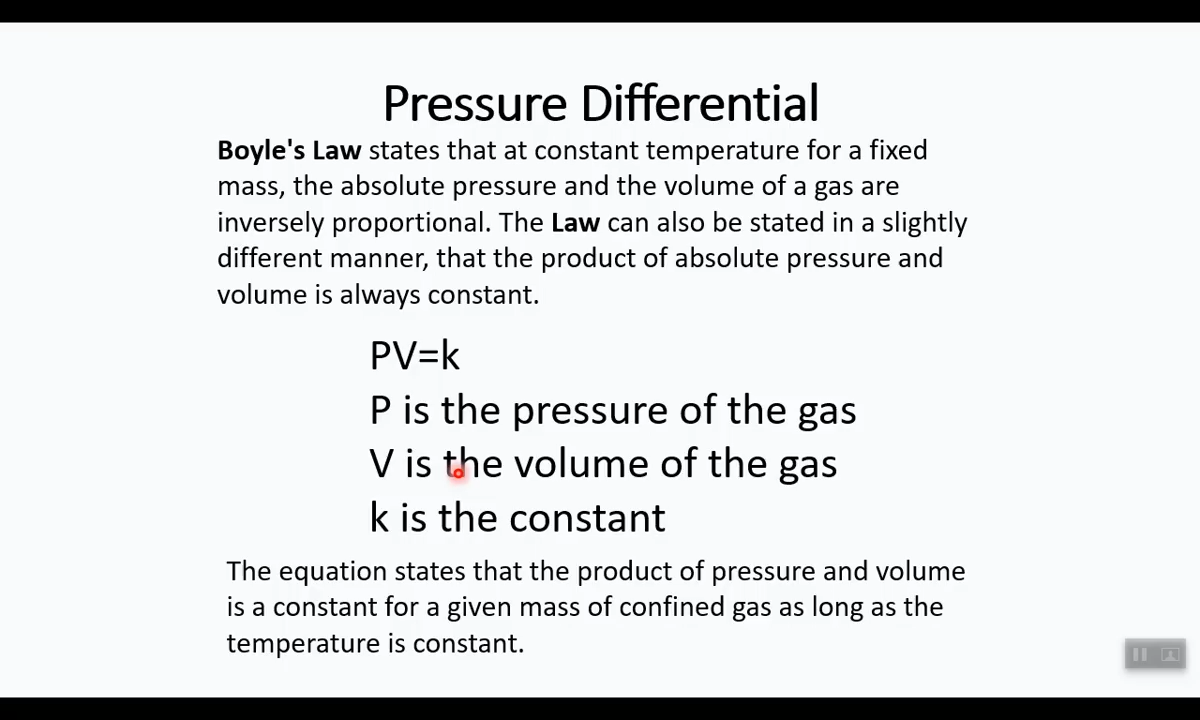 Pressure Differential
Boyle's Law states that at constant temperature for a fixed
mass, the absolute pressure and the volume of a gas are
inversely proportional. The Law can also be stated in a slightly
different manner, that the product of absolute pressure and
volume is always constant.
PV=k
P is the pressure of the gas
V is the volume of the gas
k is the constant
The equation states that the product of pressure and volume
is a constant for a given mass of confined gas as long as the
temperature is constant.